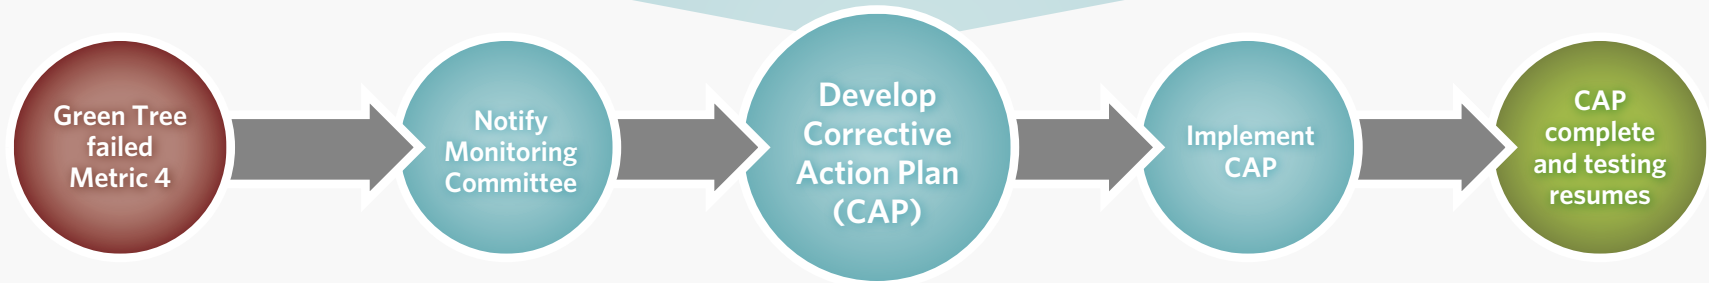 Green Tree
failed
Metric 4
Notify
Monitoring
Committee
Develop
Corrective
Action Plan
(CAP)
Implement
CAP
CAP
complete
and testing
resumes